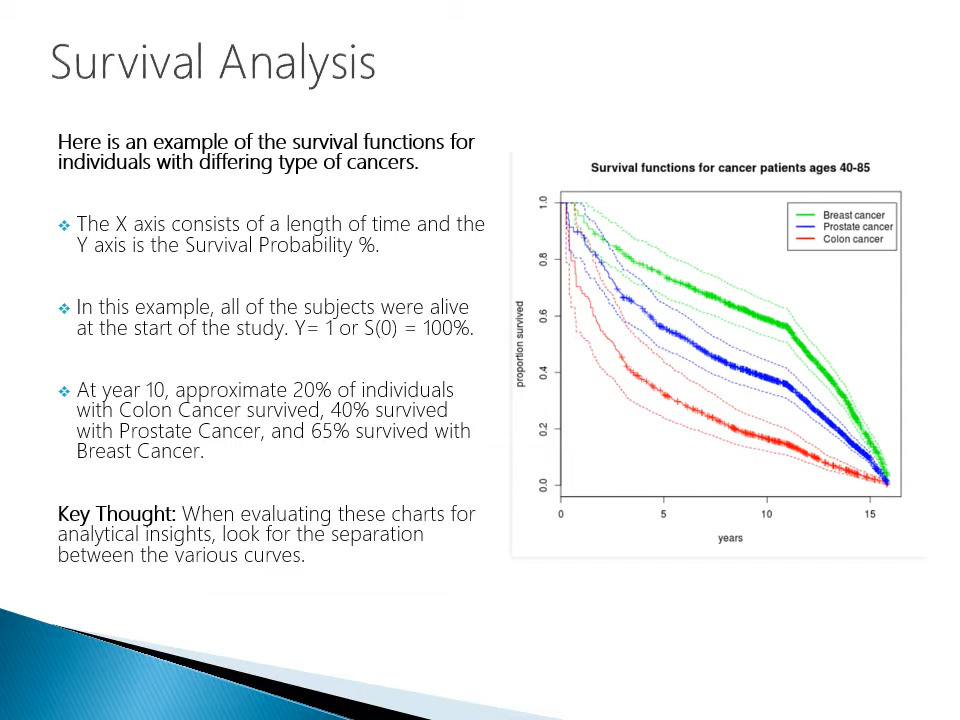 Survival Analysis
Here is an example of the survival functions for
individuals with differing type of cancers.
The X axis consists of a length of time and the
Y axis is the Survival Probability %.
In this example, all of the subjects were alive
at the start of the study. Y= 1 or S(0) = 100%.
At year 10, approximate 20% of individuals
with Colon Cancer survived, 40% survived
with Prostate Cancer, and 65% survived with
Breast Cancer.
Key Thought: When evaluating these charts for
analytical insights, look for the separation
between the various curves.
Survival functions for cancer patients ages 40-85
Breast cancer
Prostate cancer
Colon cancer
proportion survived
1.0
0.8
0.6
0.4
0.2
0.0
0 5 10 15
years